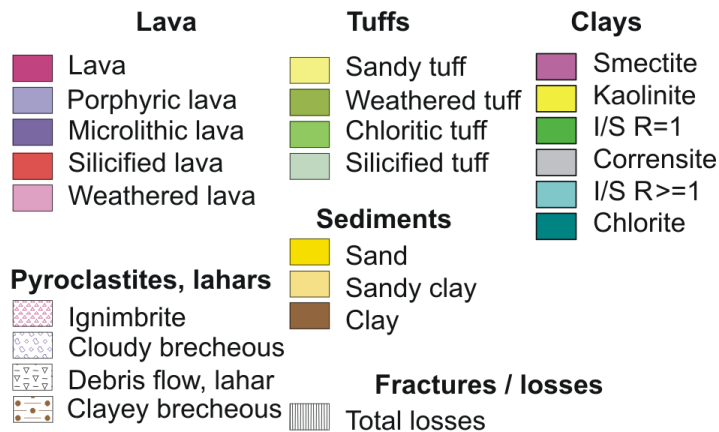 Lava
Lava
Porphyric lava
Microlithic lava
Silicified lava
Weathered lava
Pyroclastites, lahars
Ignimbrite
Cloudy brecheous
Debris flow, lahar
Clayey brecheous
Tuffs
Sandy tuff
Weathered tuff
Chloritic tuff
Silicified tuff
Sediments
Sand
Sandy clay
Clay
Fractures / losses
Total losses
Clays
Smectite
Kaolinite
I/S R=1
Corrensite
I/S R>=1
Chlorite